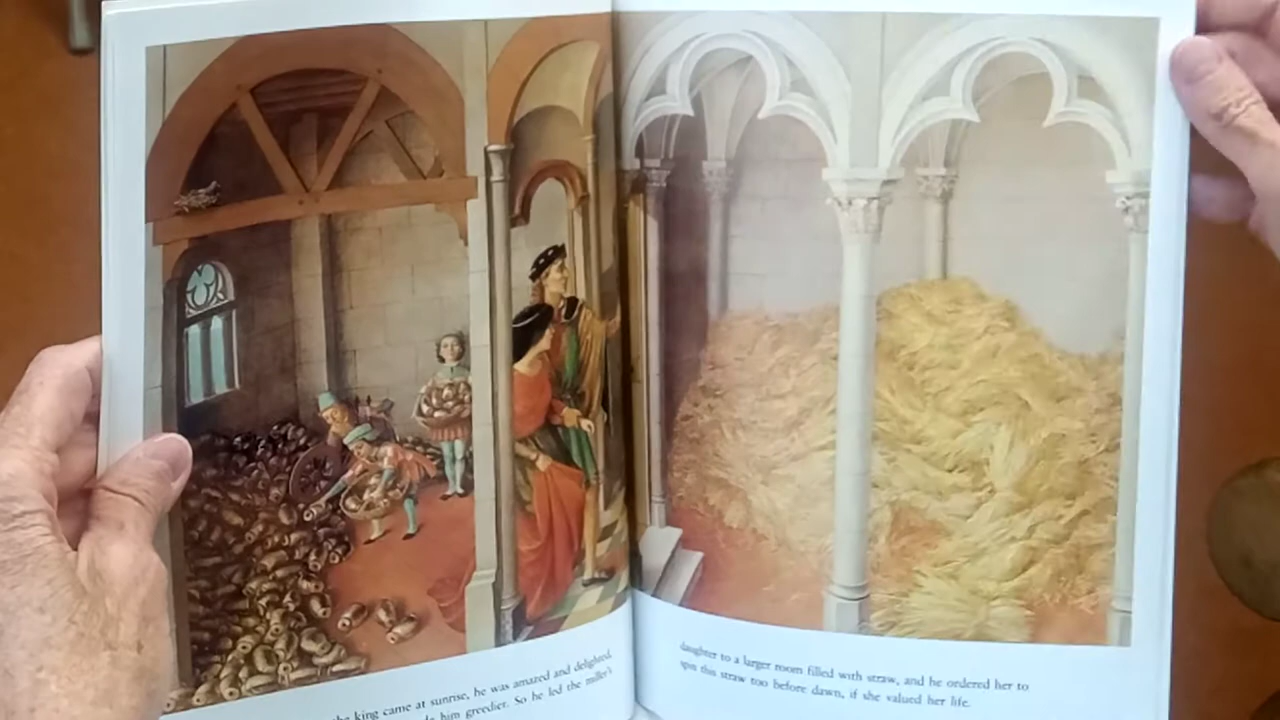 the king came at sunrise, he was amazed and delighted,
him greedier. So he led the miller's
daughter to a larger room filled with straw, and he ordered her to
spin this straw too before dawn, if she valued her life.